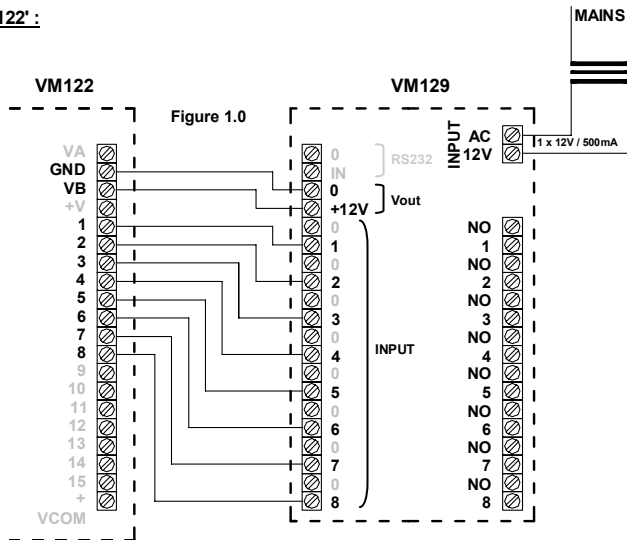 122' :
MAINS
VM122
VM129
Figure 1.0
VA
GND
VB
+V
1
2
3
4
5
6
7
8
9
10
11
12
13
14
15
+
VCOM
0
IN
RS232
0
+12V
Vout
0
1
0
2
0
3
0
4
0
5
0
6
0
7
0
8
INPUT
INPUT
AC
12V
1 x 12V / 500mA
NO
1
NO
2
NO
3
NO
4
NO
5
NO
6
NO
7
NO
8